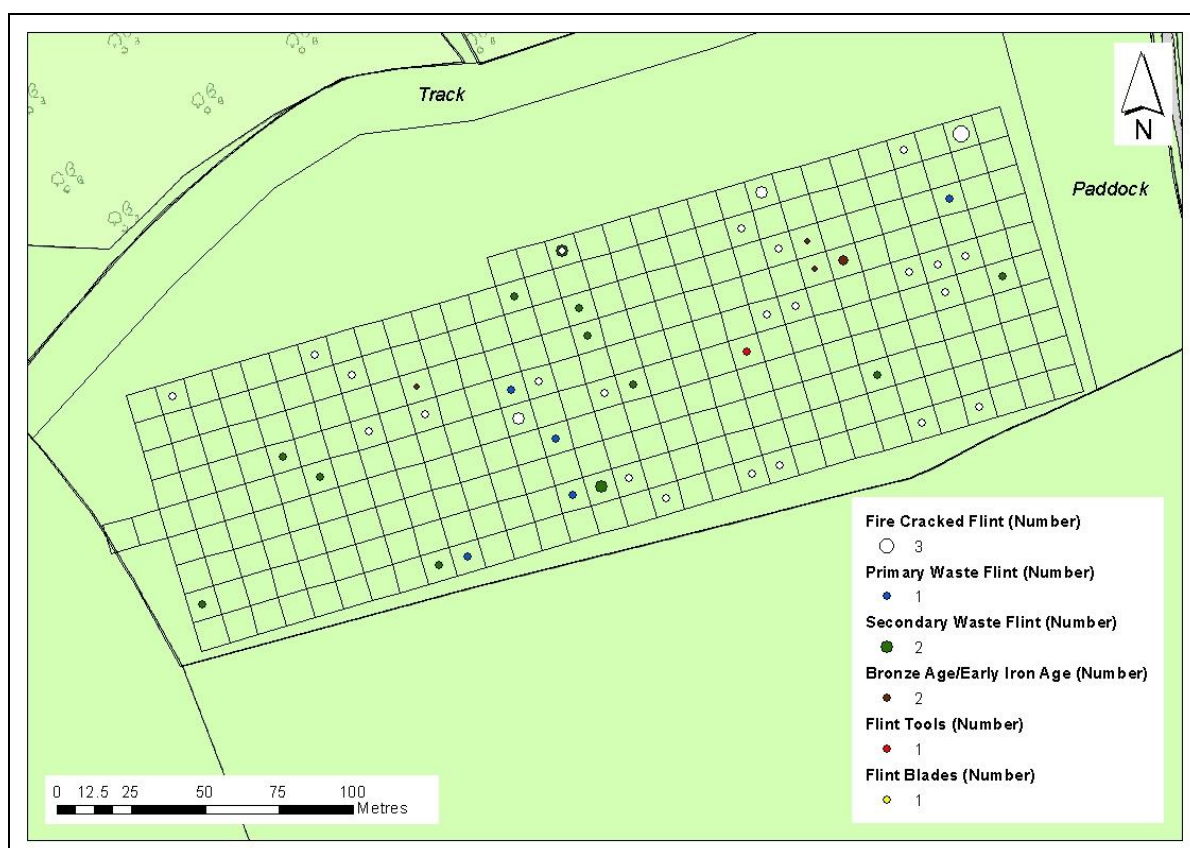 Track
N
Paddock
Fire Cracked Flint (Number)
3
Primary Waste Flint (Number)
1
Secondary Waste Flint (Number)
2
Bronze Age/Early Iron Age (Number)
2
Flint Tools (Number)
1
Flint Blades (Number)
1
0 12.5 25 50 75 100
Metres